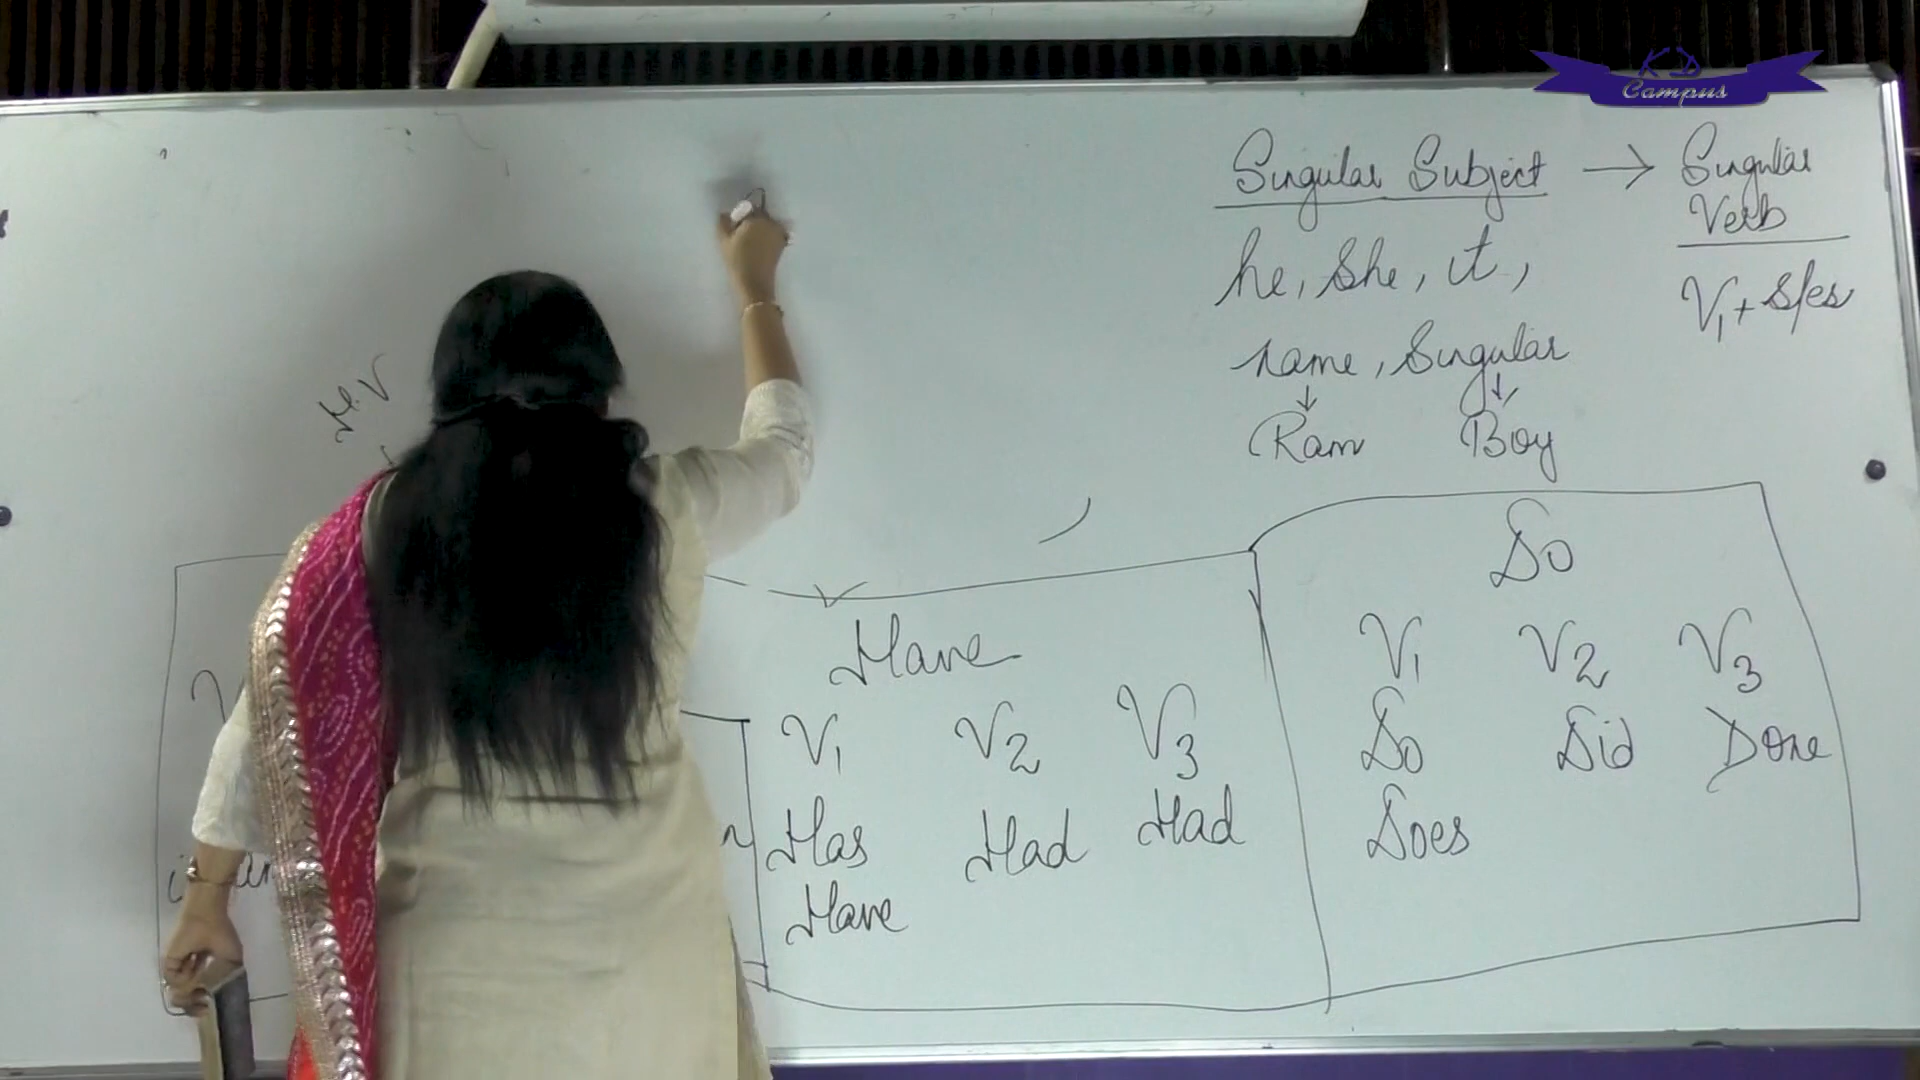 KD
Campus
Singular Subject → Singular Verb
he, she, it, V1 + s/es
name, Singular
↓ ↓
Ram Boy
H.V
Have
V1 V2 V3
Has Had Had
Have
Do
V1 V2 V3
Do Did Done
Does